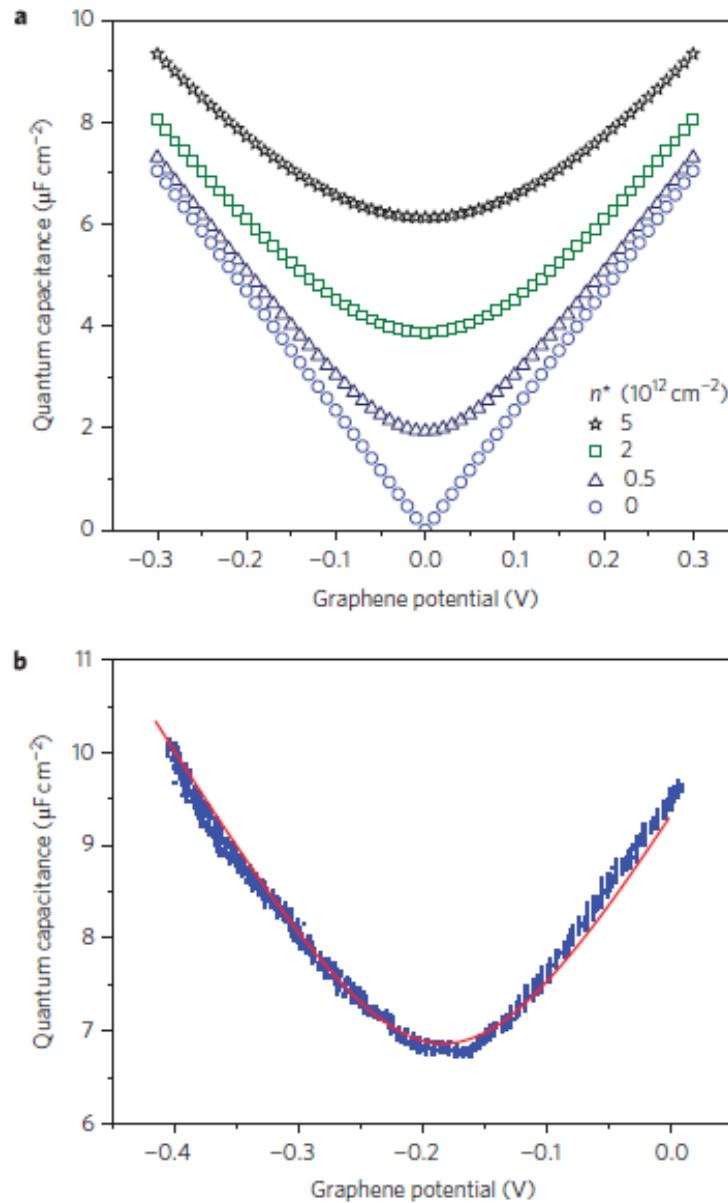 a
10
8
6
4
2
0
Quantum capacitance (μF cm⁻²)
n* (10¹² cm⁻²)
5
2
0.5
0
−0.3 −0.2 −0.1 0.0 0.1 0.2 0.3
Graphene potential (V)
b
11
10
9
8
7
6
Quantum capacitance (μF cm⁻²)
−0.4 −0.3 −0.2 −0.1 0.0
Graphene potential (V)